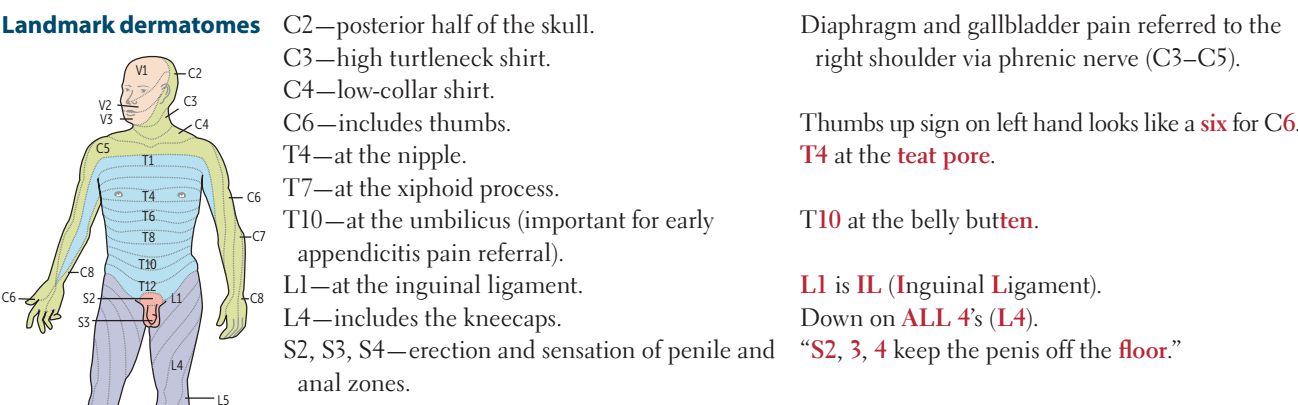 Landmark dermatomes
V1
C2
V2
V3
C3
C4
C5
T1
T4
C6
T6
C7
T8
T10
C8
T12
C6
S2
L1
C8
S3
L4
L5
C2—posterior half of the skull.
C3—high turtleneck shirt.
C4—low-collar shirt.
C6—includes thumbs.
T4—at the nipple.
T7—at the xiphoid process.
T10—at the umbilicus (important for early
appendicitis pain referral).
L1—at the inguinal ligament.
L4—includes the kneecaps.
S2, S3, S4—erection and sensation of penile and
anal zones.
Diaphragm and gallbladder pain referred to the
right shoulder via phrenic nerve (C3–C5).
Thumbs up sign on left hand looks like a six for C6.
T4 at the teat pore.
T10 at the belly butten.
L1 is IL (Inguinal Ligament).
Down on ALL 4's (L4).
“S2, 3, 4 keep the penis off the floor.”